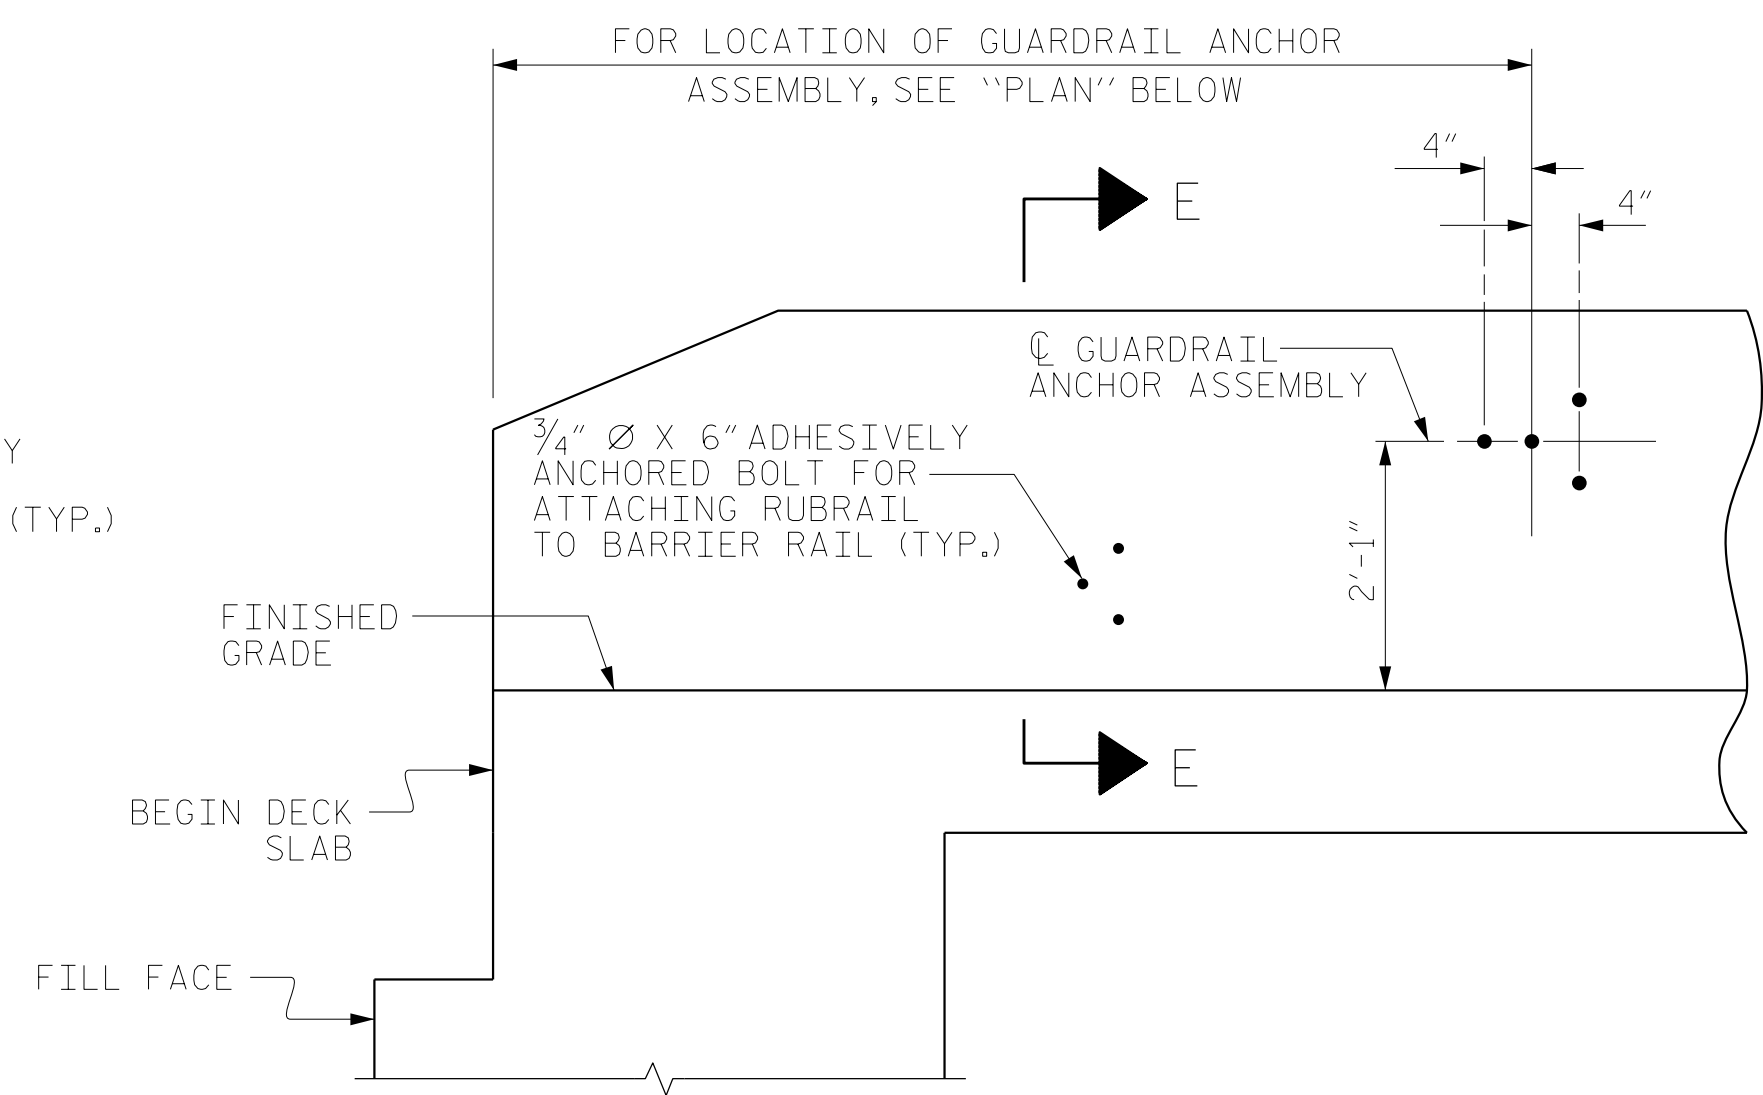 FOR LOCATION OF GUARDRAIL ANCHOR
ASSEMBLY, SEE ‘‘PLAN’’ BELOW
4"
4"
E
℄ GUARDRAIL
ANCHOR ASSEMBLY
3/4" Ø X 6" ADHESIVELY
ANCHORED BOLT FOR
ATTACHING RUBRAIL
TO BARRIER RAIL (TYP.)
Y
(TYP.)
2'-1"
FINISHED
GRADE
E
BEGIN DECK
SLAB
FILL FACE